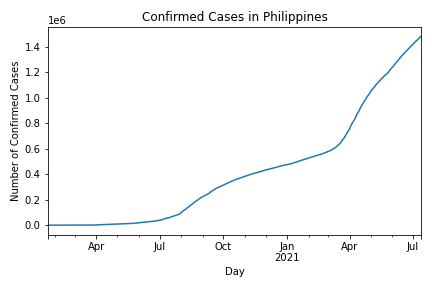 Confirmed Cases in Philippines
1e6
Number of Confirmed Cases
1.4
1.2
1.0
0.8
0.6
0.4
0.2
0.0
Apr Jul Oct Jan Apr Jul
2021
Day